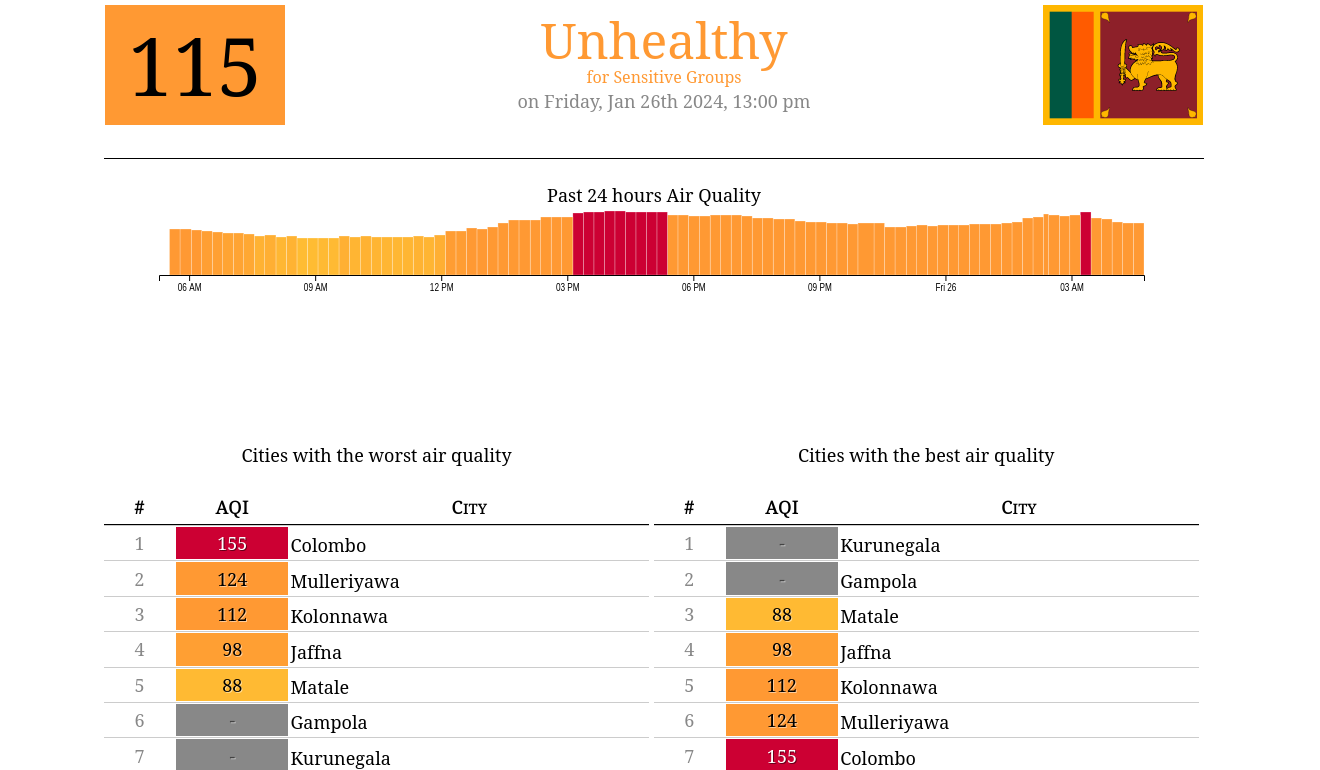 115
Unhealthy
for Sensitive Groups
on Friday, Jan 26th 2024, 13:00 pm
Past 24 hours Air Quality
06 AM 09 AM 12 PM 03 PM 06 PM 09 PM Fri 26 03 AM
Cities with the worst air quality
# AQI City
1 155 Colombo
2 124 Mulleriyawa
3 112 Kolonnawa
4 98 Jaffna
5 88 Matale
6 - Gampola
7 - Kurunegala
Cities with the best air quality
# AQI City
1 - Kurunegala
2 - Gampola
3 88 Matale
4 98 Jaffna
5 112 Kolonnawa
6 124 Mulleriyawa
7 155 Colombo